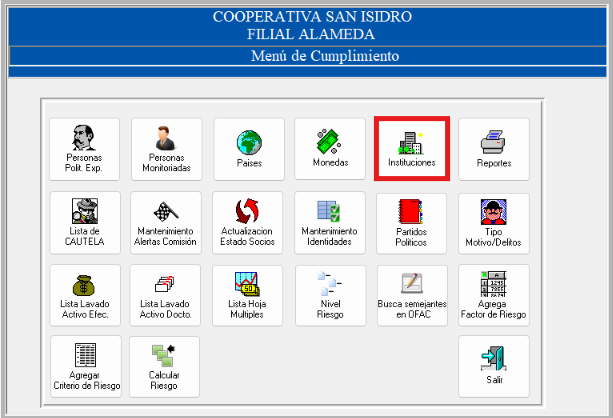 COOPERATIVA SAN ISIDRO
FILIAL ALAMEDA
Menú de Cumplimiento
Personas
Polit. Exp.
Personas
Monitoriadas
Paises
Monedas
Instituciones
Reportes
Lista de
CAUTELA
Mantenimiento
Alertas Comisión
Actualizacion
Estado Socios
Mantenimiento
Identidades
Partidos
Politicos
Tipo
Motivo/Delitos
Lista Lavado
Activo Efec.
Lista Lavado
Activo Docto.
Lista Hoja
Multiples
Nivel
Riesgo
Busca semejantes
en OFAC
Agrega
Factor de Riesgo
Agregar
Criterio de Riesgo
Calcular
Riesgo
Salir